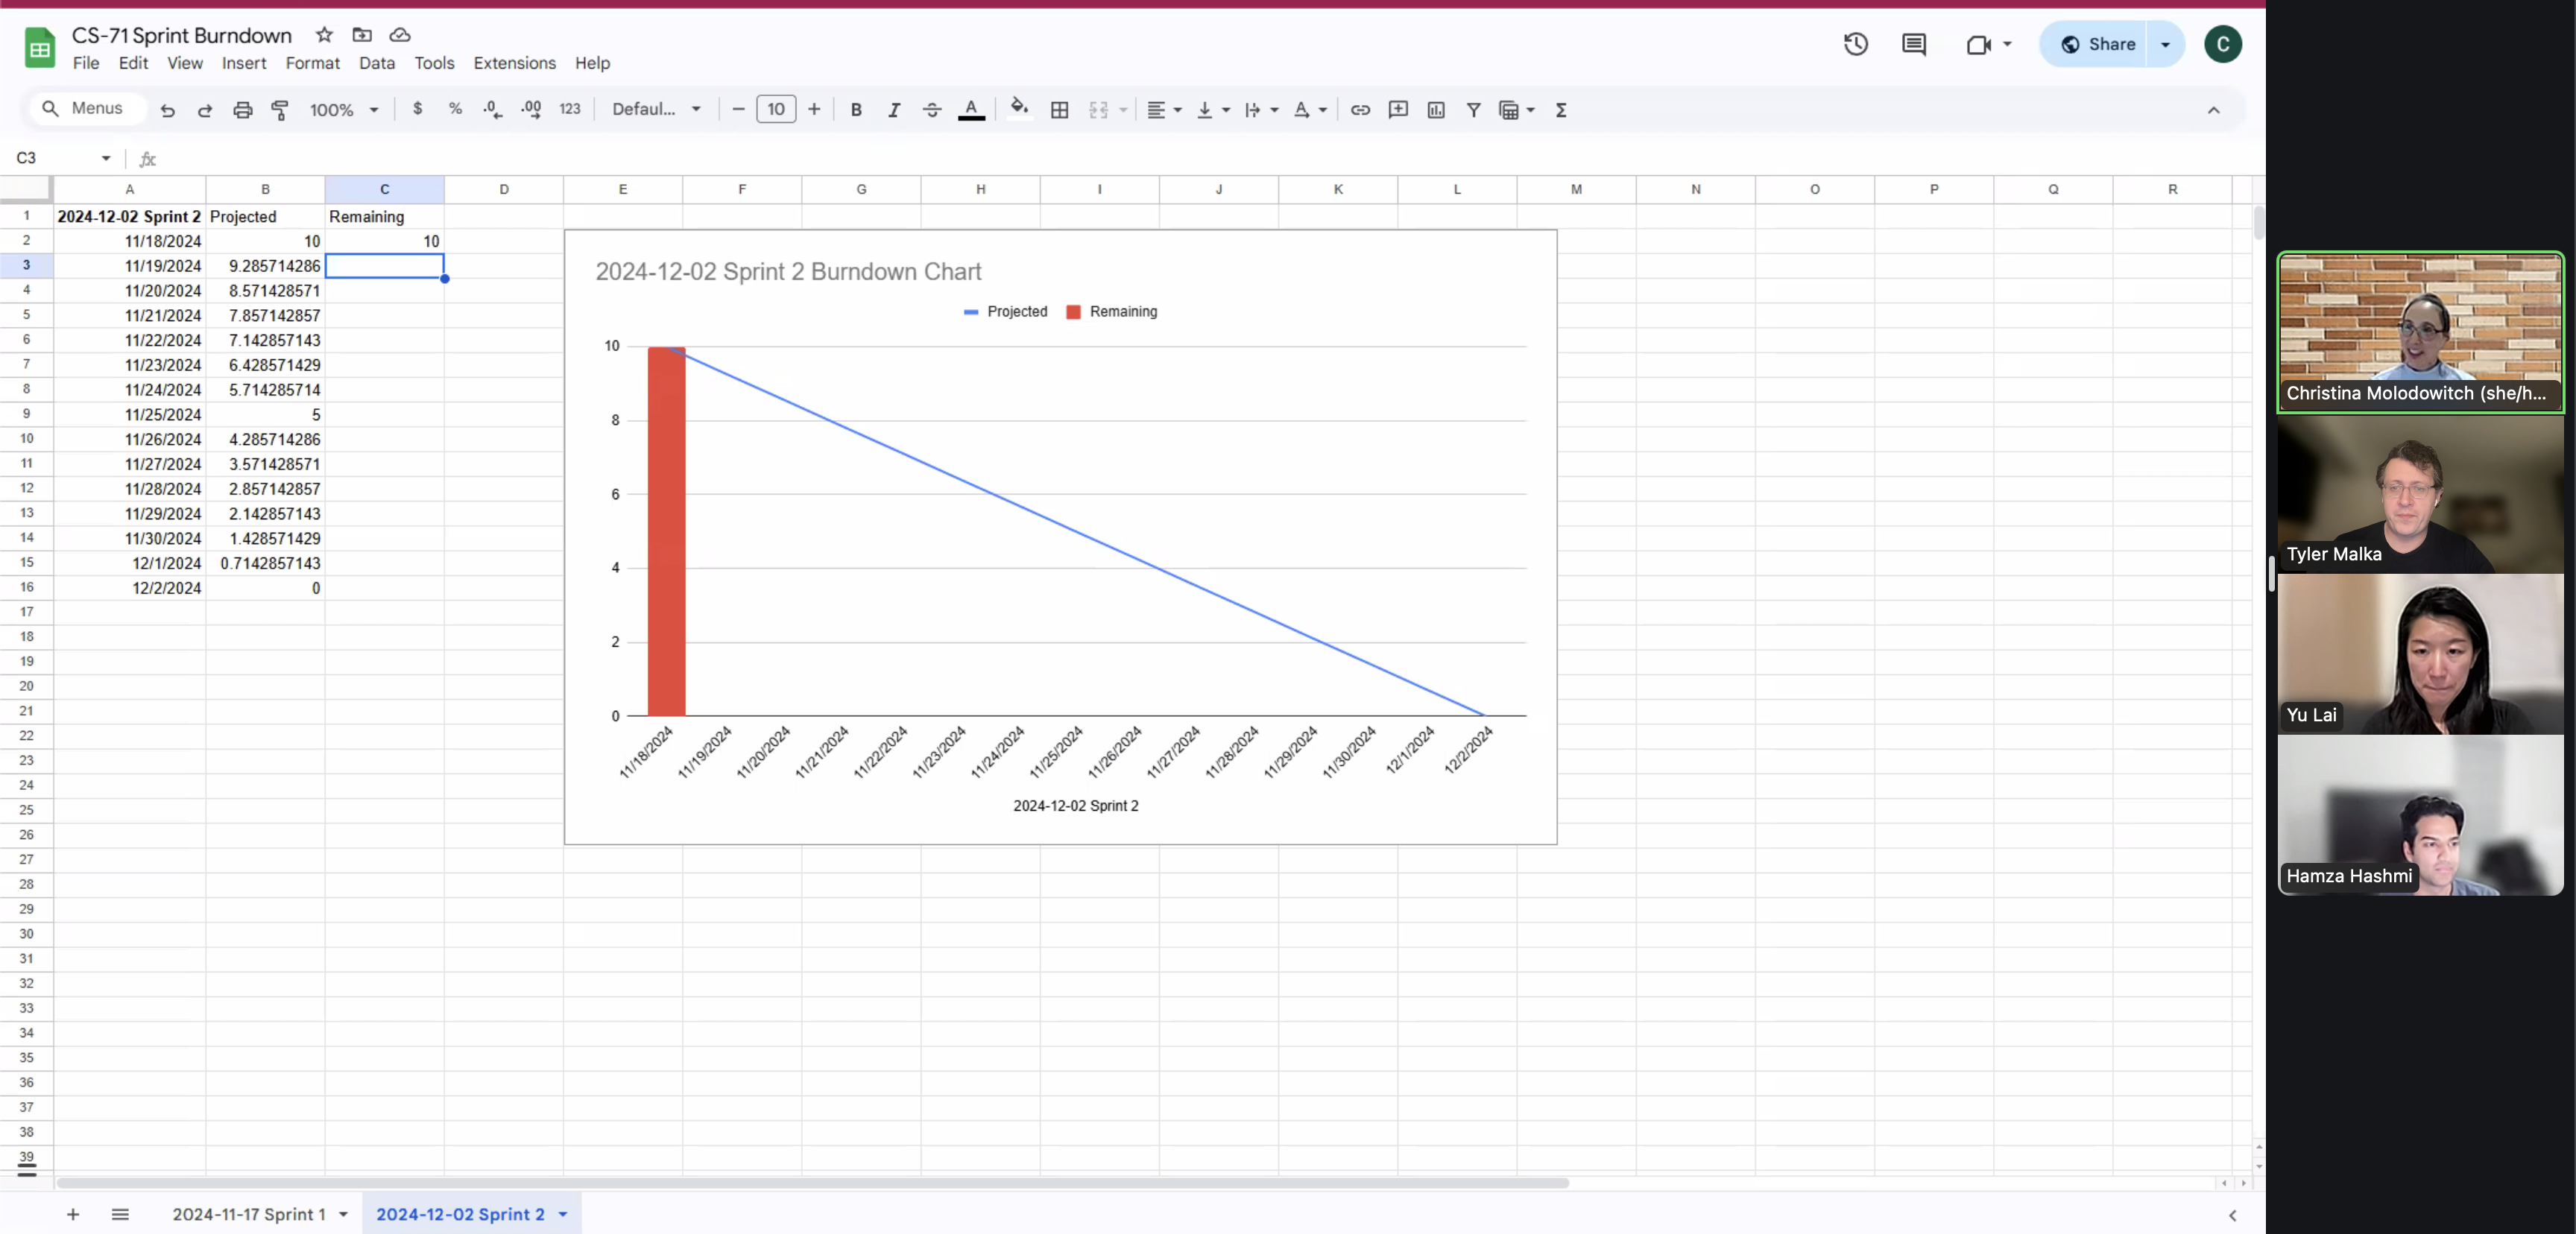 CS-71 Sprint Burndown
File Edit View Insert Format Data Tools Extensions Help
Share
C
Menus
100%
$ % .0 .00 123
Defaul...
10
B I A
C3
fx
A B C D E F G H I J K L M N O P Q R
1 2024-12-02 Sprint 2 Projected Remaining
2 11/18/2024 10 10
3 11/19/2024 9.285714286
4 11/20/2024 8.571428571
5 11/21/2024 7.857142857
6 11/22/2024 7.142857143
7 11/23/2024 6.428571429
8 11/24/2024 5.714285714
9 11/25/2024 5
10 11/26/2024 4.285714286
11 11/27/2024 3.571428571
12 11/28/2024 2.857142857
13 11/29/2024 2.142857143
14 11/30/2024 1.428571429
15 12/1/2024 0.7142857143
16 12/2/2024 0
17
18
19
20
21
22
23
24
25
26
27
28
29
30
31
32
33
34
35
36
37
38
39
2024-12-02 Sprint 2 Burndown Chart
Projected Remaining
10
8
6
4
2
0
11/18/2024 11/19/2024 11/20/2024 11/21/2024 11/22/2024 11/23/2024 11/24/2024 11/25/2024 11/26/2024 11/27/2024 11/28/2024 11/29/2024 11/30/2024 12/1/2024 12/2/2024
2024-12-02 Sprint 2
2024-11-17 Sprint 1
2024-12-02 Sprint 2
Christina Molodowitch (she/h...
Tyler Malka
Yu Lai
Hamza Hashmi